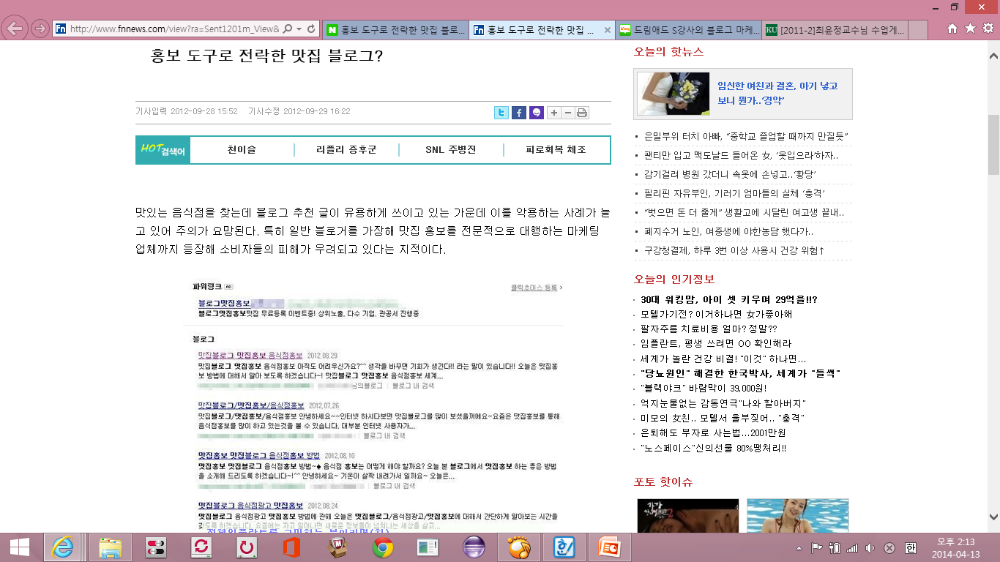 http://www.fnnews.com/view?ra=Sent1201m_View&
홍보 도구로 전락한 맛집 블로...
홍보 도구로 전락한 맛집 ...
드림애드 S강사의 블로그 마케...
[2011-2]최윤정교수님 수업게...
홍보 도구로 전락한 맛집 블로그?
기사입력 2012-09-28 15:52 기사수정 2012-09-29 16:22
HOT검색어 천이슬 리플리 증후군 SNL 주병진 피로회복 체조
맛있는 음식점을 찾는데 블로그 추천 글이 유용하게 쓰이고 있는 가운데 이를 악용하는 사례가 늘
고 있어 주의가 요망된다. 특히 일반 블로거를 가장해 맛집 홍보를 전문적으로 대행하는 마케팅
업체까지 등장해 소비자들의 피해가 우려되고 있다는 지적이다.
파워링크 AD 클릭초이스 등록 ›
블로그맛집홍보
블로그맛집홍보맛집 무료등록 이벤트중! 상위노출, 다수 기업, 관공서 진행중
블로그
맛집블로그 맛집홍보 음식점홍보 2012.08.29
맛집블로그 맛집홍보 음식점홍보 아직도 어려우신가요?^^ 생각을 바꾸면 기회가 생긴다!! 라는 말이 있습니다!! 오늘은 맛집홍
보 방법에 대해서 알아 보도록 하겠습니다~! 맛집블로그 맛집홍보 음식점홍보 세계...
님의블로그 | 블로그 내 검색
맛집블로그/맛집홍보/음식점홍보 2012.07.26
맛집블로그/맛집홍보/음식점홍보 안녕하세요~~인터넷 하시다보면 맛집블로그를 많이 보셨을꺼에요~요즘은 맛집홍보를 통해
음식점홍보를 많이 하고 있는것을 볼 수 있습니다. 대부분 인터넷 사용자가...
| 블로그 내 검색
맛집홍보 맛집블로그 음식점홍보 방법 2012.08.10
맛집홍보 맛집블로그 음식점홍보 방법~♠ 음식점 홍보는 어떻게 해야 할까요? 오늘 본 블로그에서 맛집홍보 하는 좋은 방법
을 소개해 드리도록 하겠습니다~!^^ 안녕하세요~ 기온이 살짝 내려가서 일까요~ 오늘은...
| 블로그 내 검색
맛집블로그 음식점광고 맛집홍보 2012.08.24
맛집블로그 음식점광고 맛집홍보 방법에 관해 오늘은 맛집블로그/음식점광고/맛집홍보에 대해서 간단하게 알아보는 시간을
갖도록 하겠습니다. 요즘에는 자고 일어나면 새로운 정보들이 넘쳐나는 세상을 살고...
오늘의 핫뉴스
임신한 여친과 결혼, 아기 낳고
보니 뭔가..‘경악’
은밀부위 터치 아빠, “중학교 졸업할 때까지 만질듯”
팬티만 입고 맥도날드 들어온 女, ‘옷입으라’하자..
감기걸려 병원 갔더니 속옷에 손넣고..‘황당’
필리핀 자유부인, 기러기 엄마들의 실체 ‘충격’
“벗으면 돈 더 줄게” 생활고에 시달린 여고생 끝내..
폐지수거 노인, 여중생에 야한농담 했다가..
구강청결제, 하루 3번 이상 사용시 건강 위험↑
오늘의 인기정보
30대 워킹맘, 아이 셋 키우며 29억을!!?
모텔가기전? 이거하나면 女가좋아해
팔자주름 치료비용 얼마? 정말??
임플란트, 평생 쓰려면 OO 확인해라
세계가 놀란 건강 비결! "이것" 하나면...
"당뇨원인" 해결한 한국박사, 세계가 "들썩"
"블랙야크" 바람막이 39,000원!
억지눈물없는 감동연극"나와 할아버지"
미모의 女친.. 모텔서 울부짖어.. "충격"
은퇴해도 부자로 사는법...2001만원
"노스페이스"신의선물 80%땡처리!!
포토 핫이슈
한
오후 2:13
2014-04-13